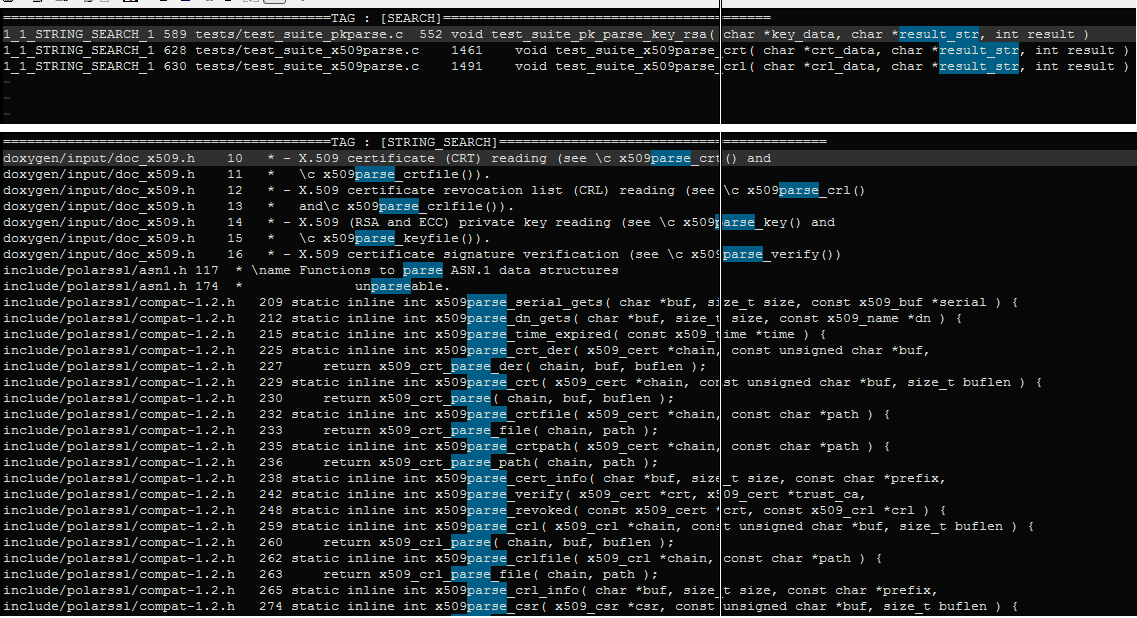 =========================================TAG : [SEARCH]=========================================
1_1_STRING_SEARCH_1 589 tests/test_suite_pkparse.c  552 void test_suite_pk_parse_key_rsa( char *key_data, char *result_str, int result )
1_1_STRING_SEARCH_1 628 tests/test_suite_x509parse.c    1461    void test_suite_x509parse_crt( char *crt_data, char *result_str, int result )
1_1_STRING_SEARCH_1 630 tests/test_suite_x509parse.c    1491    void test_suite_x509parse_crl( char *crl_data, char *result_str, int result )
~
~
~
=========================================TAG : [STRING_SEARCH]=========================================
doxygen/input/doc_x509.h    10   * - X.509 certificate (CRT) reading (see \c x509parse_crt() and
doxygen/input/doc_x509.h    11   *   \c x509parse_crtfile()).
doxygen/input/doc_x509.h    12   * - X.509 certificate revocation list (CRL) reading (see \c x509parse_crl()
doxygen/input/doc_x509.h    13   *   and\c x509parse_crlfile()).
doxygen/input/doc_x509.h    14   * - X.509 (RSA and ECC) private key reading (see \c x509parse_key() and
doxygen/input/doc_x509.h    15   *   \c x509parse_keyfile()).
doxygen/input/doc_x509.h    16   * - X.509 certificate signature verification (see \c x509parse_verify())
include/polarssl/asn1.h 117  * \name Functions to parse ASN.1 data structures
include/polarssl/asn1.h 174  *              unparseable.
include/polarssl/compat-1.2.h   209 static inline int x509parse_serial_gets( char *buf, size_t size, const x509_buf *serial ) {
include/polarssl/compat-1.2.h   212 static inline int x509parse_dn_gets( char *buf, size_t size, const x509_name *dn ) {
include/polarssl/compat-1.2.h   215 static inline int x509parse_time_expired( const x509_time *time ) {
include/polarssl/compat-1.2.h   225 static inline int x509parse_crt_der( x509_cert *chain, const unsigned char *buf,
include/polarssl/compat-1.2.h   227     return x509_crt_parse_der( chain, buf, buflen );
include/polarssl/compat-1.2.h   229 static inline int x509parse_crt( x509_cert *chain, const unsigned char *buf, size_t buflen ) {
include/polarssl/compat-1.2.h   230     return x509_crt_parse( chain, buf, buflen );
include/polarssl/compat-1.2.h   232 static inline int x509parse_crtfile( x509_cert *chain, const char *path ) {
include/polarssl/compat-1.2.h   233     return x509_crt_parse_file( chain, path );
include/polarssl/compat-1.2.h   235 static inline int x509parse_crtpath( x509_cert *chain, const char *path ) {
include/polarssl/compat-1.2.h   236     return x509_crt_parse_path( chain, path );
include/polarssl/compat-1.2.h   238 static inline int x509parse_cert_info( char *buf, size_t size, const char *prefix,
include/polarssl/compat-1.2.h   242 static inline int x509parse_verify( x509_cert *crt, x509_cert *trust_ca,
include/polarssl/compat-1.2.h   248 static inline int x509parse_revoked( const x509_cert *crt, const x509_crl *crl ) {
include/polarssl/compat-1.2.h   259 static inline int x509parse_crl( x509_crl *chain, const unsigned char *buf, size_t buflen ) {
include/polarssl/compat-1.2.h   260     return x509_crl_parse( chain, buf, buflen );
include/polarssl/compat-1.2.h   262 static inline int x509parse_crlfile( x509_crl *chain, const char *path ) {
include/polarssl/compat-1.2.h   263     return x509_crl_parse_file( chain, path );
include/polarssl/compat-1.2.h   265 static inline int x509parse_crl_info( char *buf, size_t size, const char *prefix,
include/polarssl/compat-1.2.h   274 static inline int x509parse_csr( x509_csr *csr, const unsigned char *buf, size_t buflen ) {